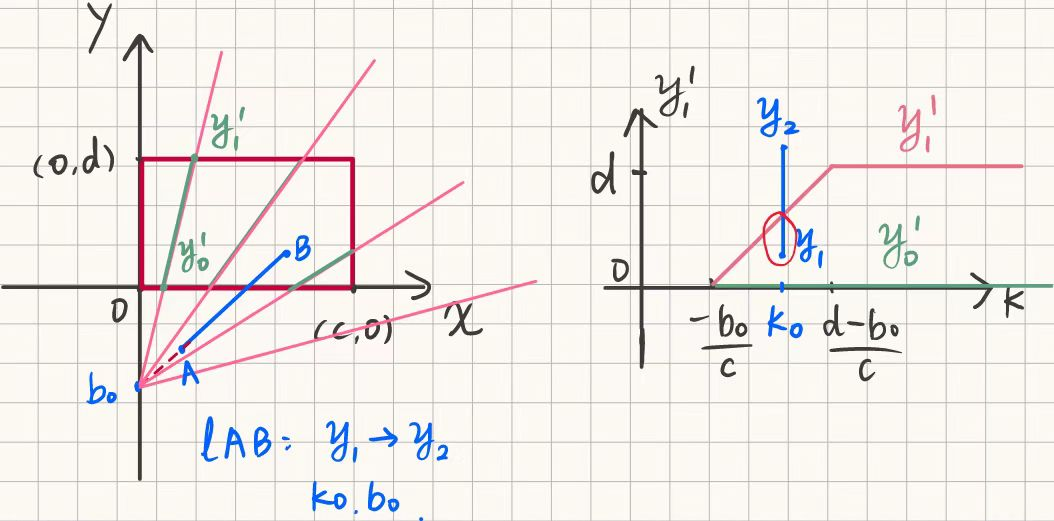 y
y₁'
(0,d)
y₀'
B
0
(c,0)
x
A
b₀
lAB: y₁→y₂
k₀.b₀
y₁'
y₂
y₁'
d
y₁
y₀'
0
k
-b₀/c
k₀
d-b₀/c